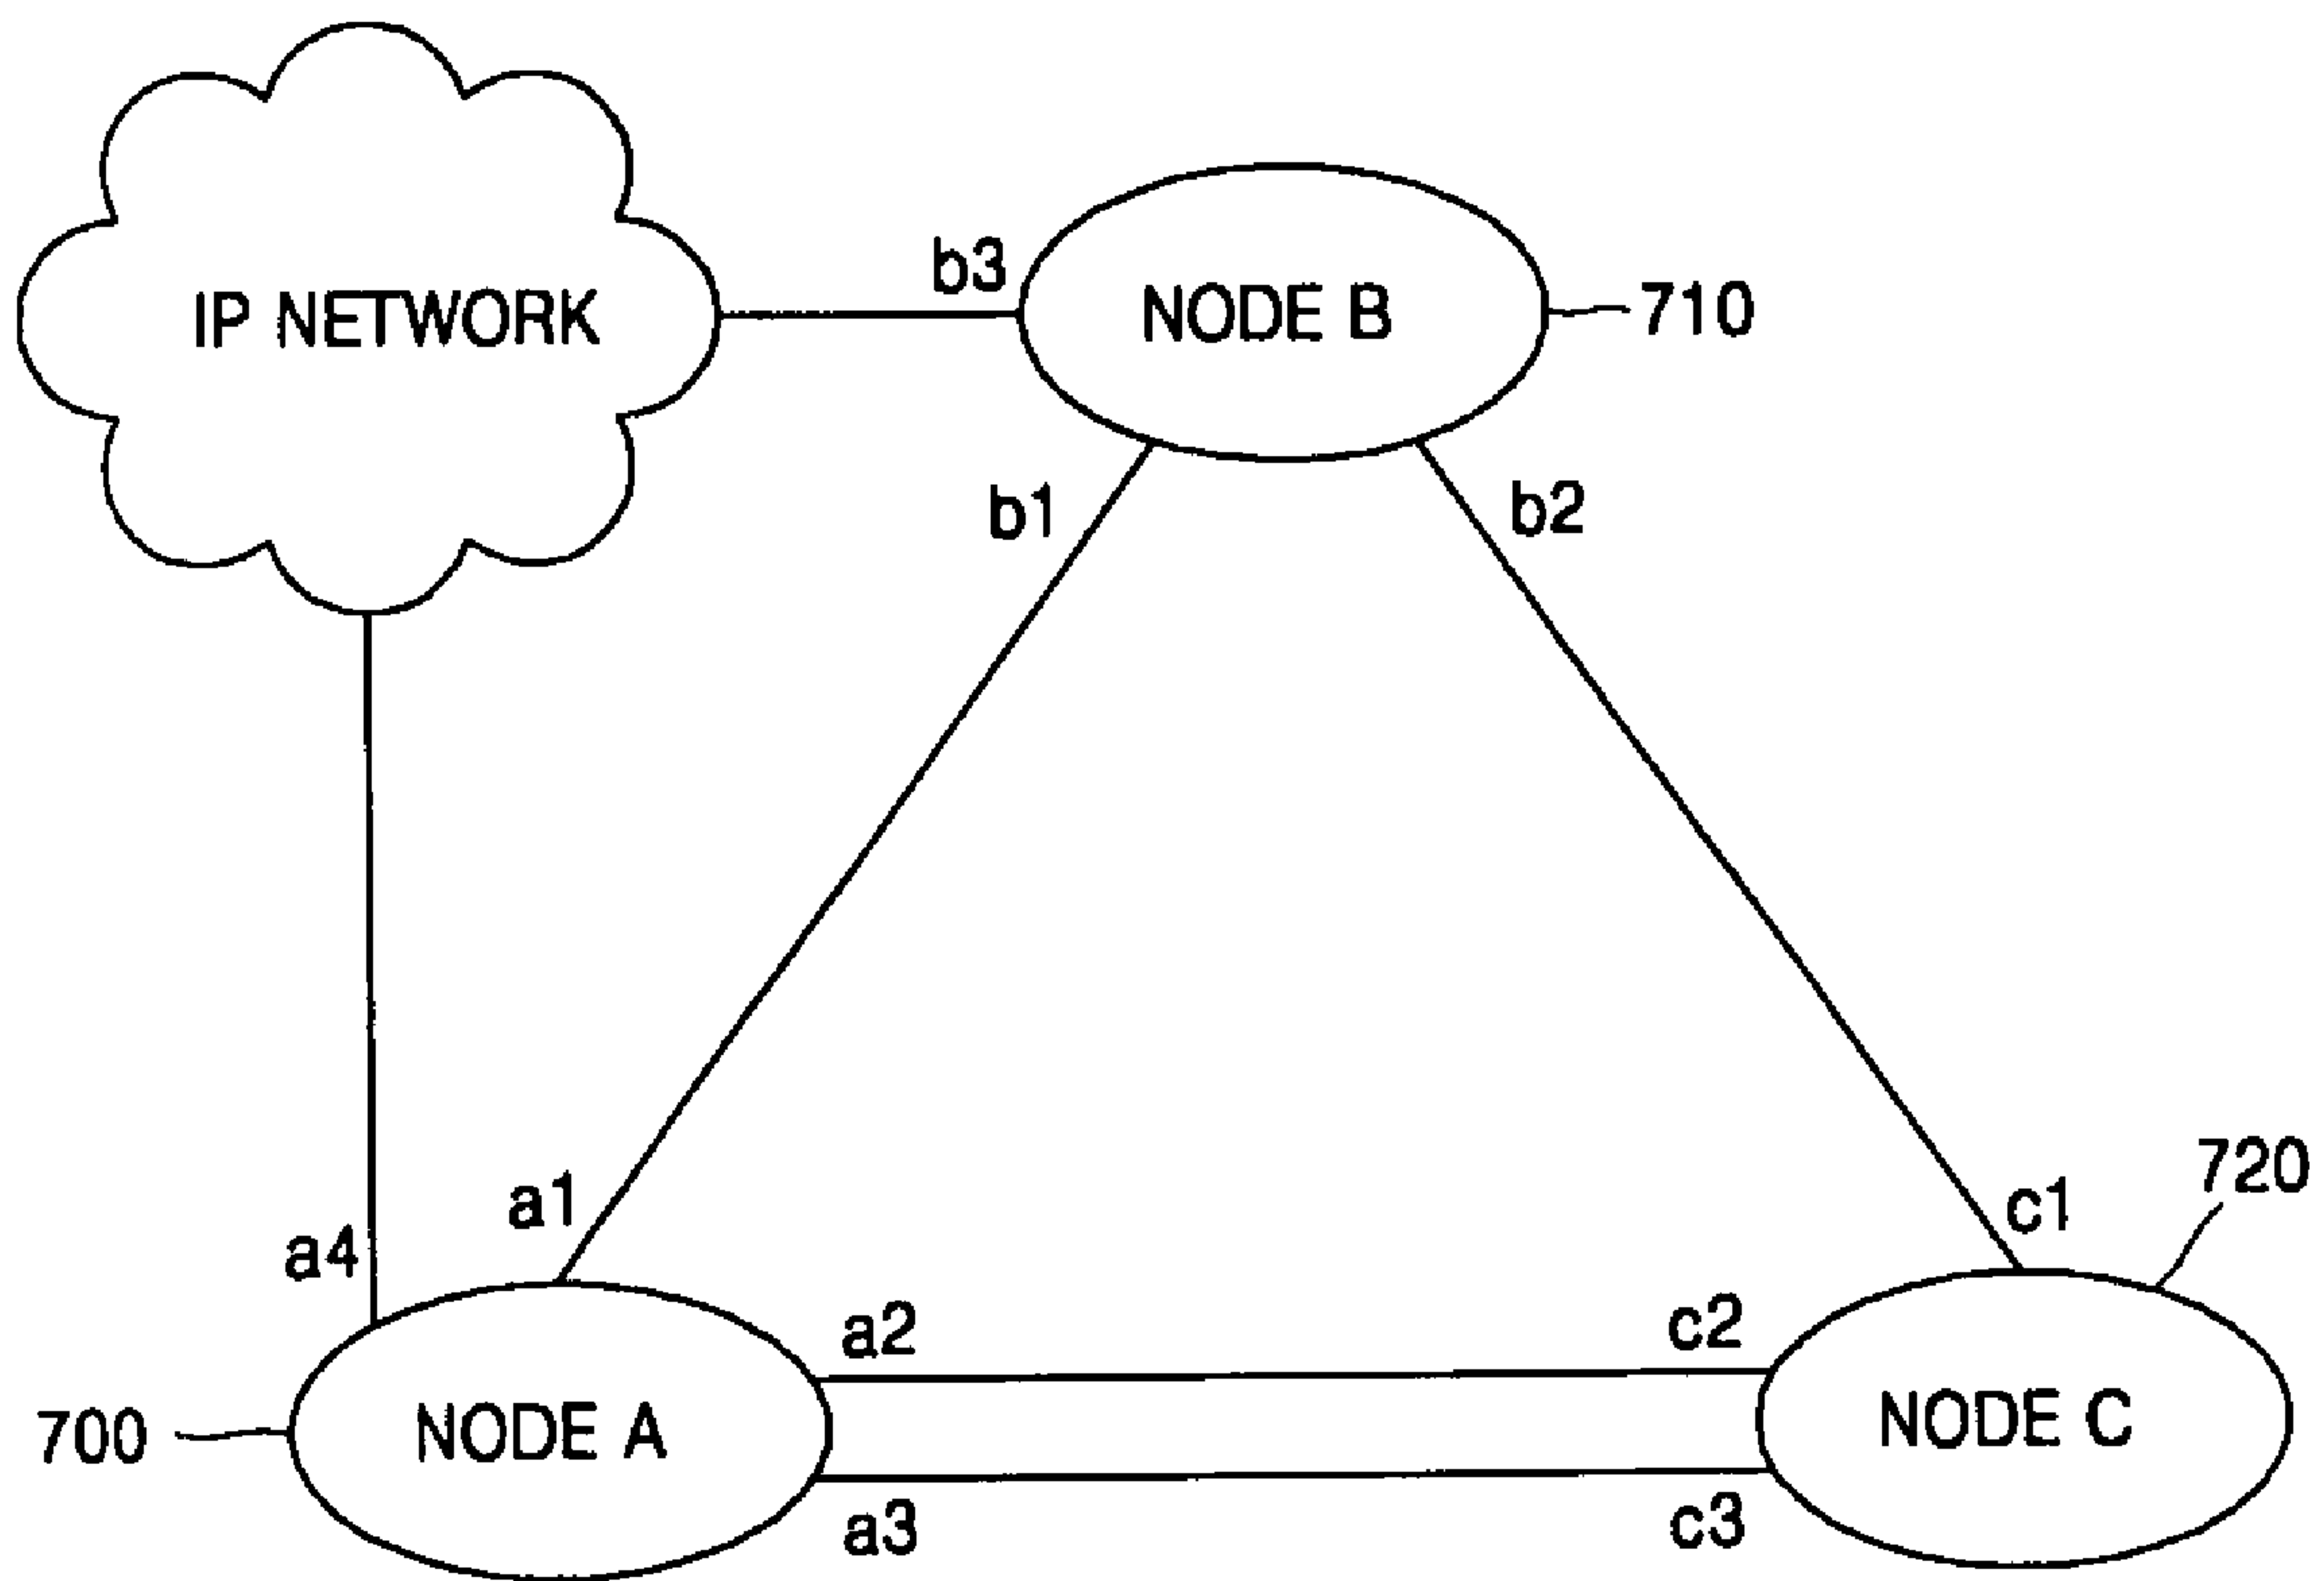 b3
IP NETWORK
NODE B
710
b1
b2
a1
c1
720
a4
a2
c2
700
NODE A
NODE C
a3
c3